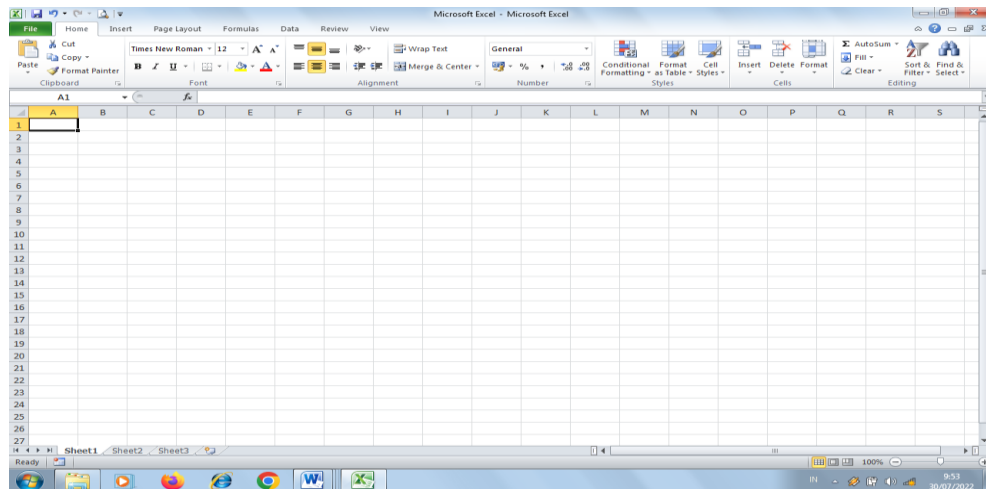 Microsoft Excel - Microsoft Excel
File Home Insert Page Layout Formulas Data Review View
Cut
Copy
Format Painter
Paste
Clipboard
Times New Roman 12
B I U
Font
Wrap Text
Merge & Center
Alignment
General
%
Number
Conditional Formatting
Format as Table
Cell Styles
Styles
Insert Delete Format
Cells
Σ AutoSum
Fill
Clear
Sort & Filter
Find & Select
Editing
A1 fx
A B C D E F G H I J K L M N O P Q R S
1
2
3
4
5
6
7
8
9
10
11
12
13
14
15
16
17
18
19
20
21
22
23
24
25
26
27
Sheet1 Sheet2 Sheet3
Ready 100%
IN 9:53
30/07/2022